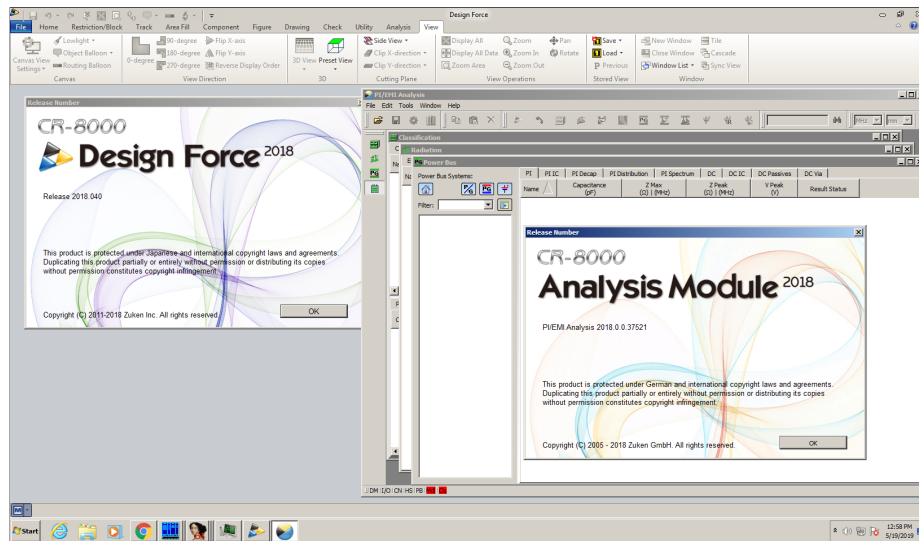 Design Force
File Home Restriction/Block Track Area Fill Component Figure Drawing Check Utility Analysis View
Canvas View Settings
Lowlight
Object Balloon
Routing Balloon
Canvas
0-degree
90-degree
180-degree
270-degree
Flip X-axis
Flip Y-axis
Reverse Display Order
View Direction
3D View
Preset View
3D
Side View
Clip X-direction
Clip Y-direction
Cutting Plane
Display All
Display All Data
Zoom Area
Zoom
Zoom In
Zoom Out
Pan
Rotate
View Operations
Save
Load
Previous
Stored View
New Window
Close Window
Window List
Tile
Cascade
Sync View
Window
Release Number
CR-8000
Design Force 2018
Release 2018.040
This product is protected under Japanese and international copyright laws and agreements.
Duplicating this product partially or entirely without permission or distributing its copies
without permission constitutes copyright infringement.
Copyright (C) 2011-2018 Zuken Inc. All rights reserved.
OK
PI/EMI Analysis
File Edit Tools Window Help
MHz
mm
Classification
Radiation
Power Bus
Power Bus Systems:
Filter:
PI PI IC PI Decap PI Distribution PI Spectrum DC DC IC DC Passives DC Via
Name
Capacitance (pF)
Z Max (Ω) | (MHz)
Z Peak (Ω) | (MHz)
V Peak (V)
Result Status
Release Number
CR-8000
Analysis Module 2018
PI/EMI Analysis 2018.0.0.37521
This product is protected under German and international copyright laws and agreements.
Duplicating this product partially or entirely without permission or distributing its copies
without permission constitutes copyright infringement.
Copyright (C) 2005 - 2018 Zuken GmbH. All rights reserved.
OK
DM I/O CN HS PB
Start
12:58 PM
5/19/2019